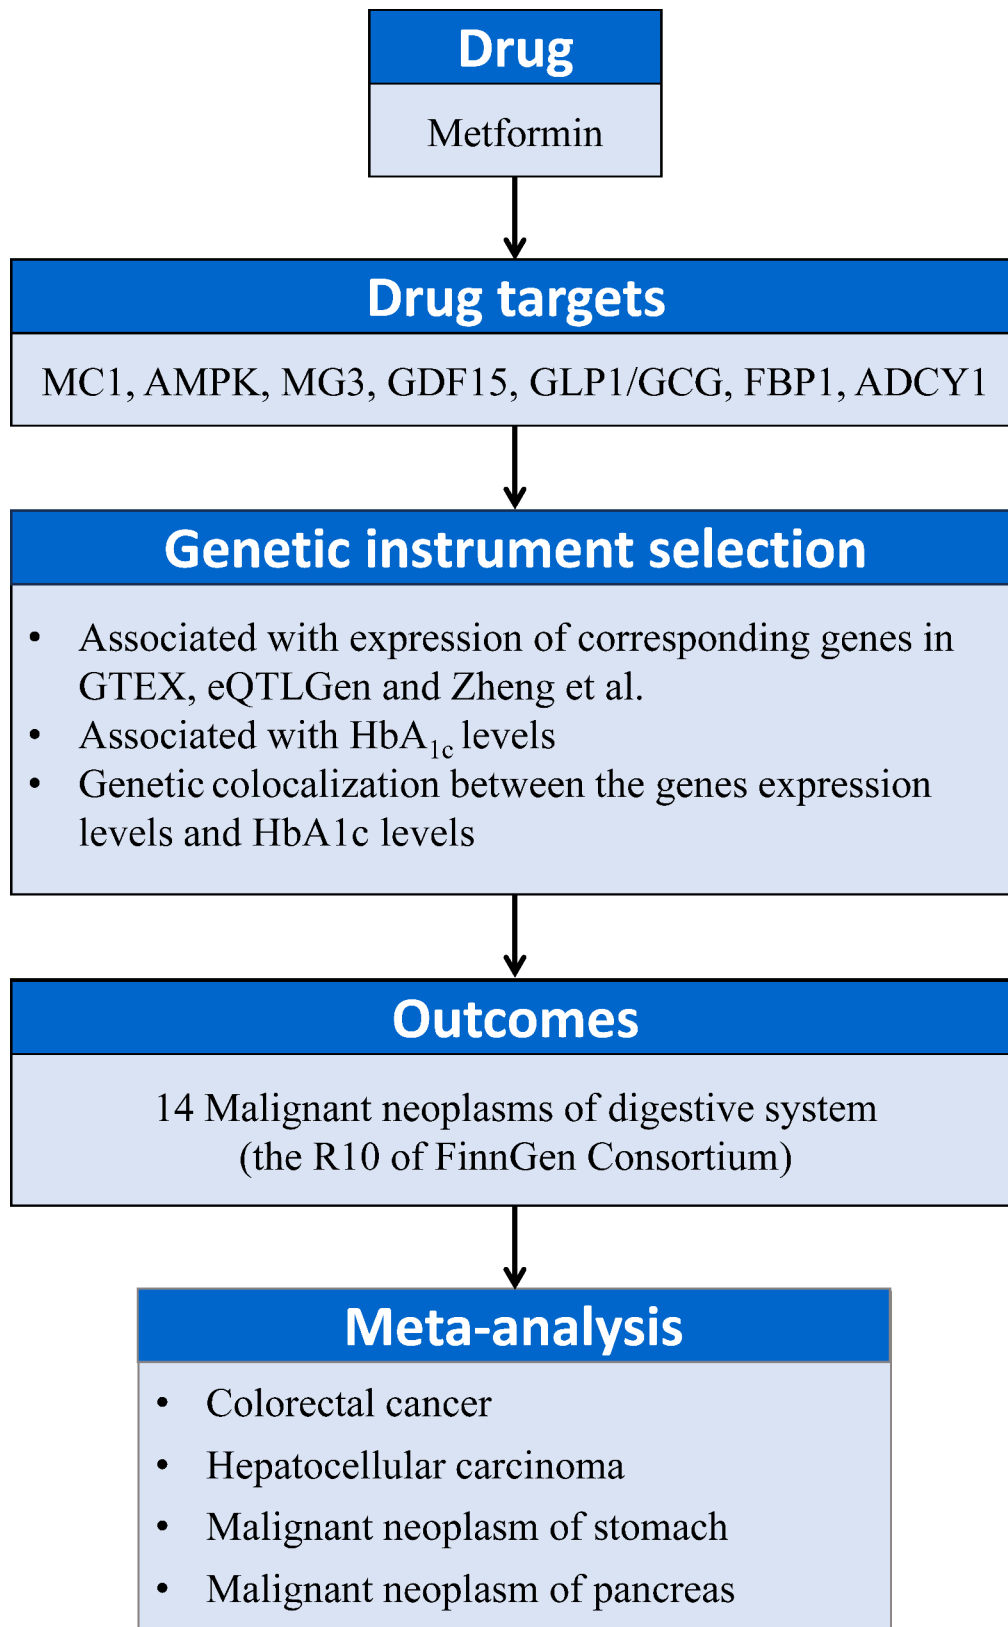 Drug
Metformin
Drug targets
MC1, AMPK, MG3, GDF15, GLP1/GCG, FBP1, ADCY1
Genetic instrument selection
• Associated with expression of corresponding genes in
GTEX, eQTLGen and Zheng et al.
• Associated with HbA1c levels
• Genetic colocalization between the genes expression
levels and HbA1c levels
Outcomes
14 Malignant neoplasms of digestive system
(the R10 of FinnGen Consortium)
Meta-analysis
• Colorectal cancer
• Hepatocellular carcinoma
• Malignant neoplasm of stomach
• Malignant neoplasm of pancreas